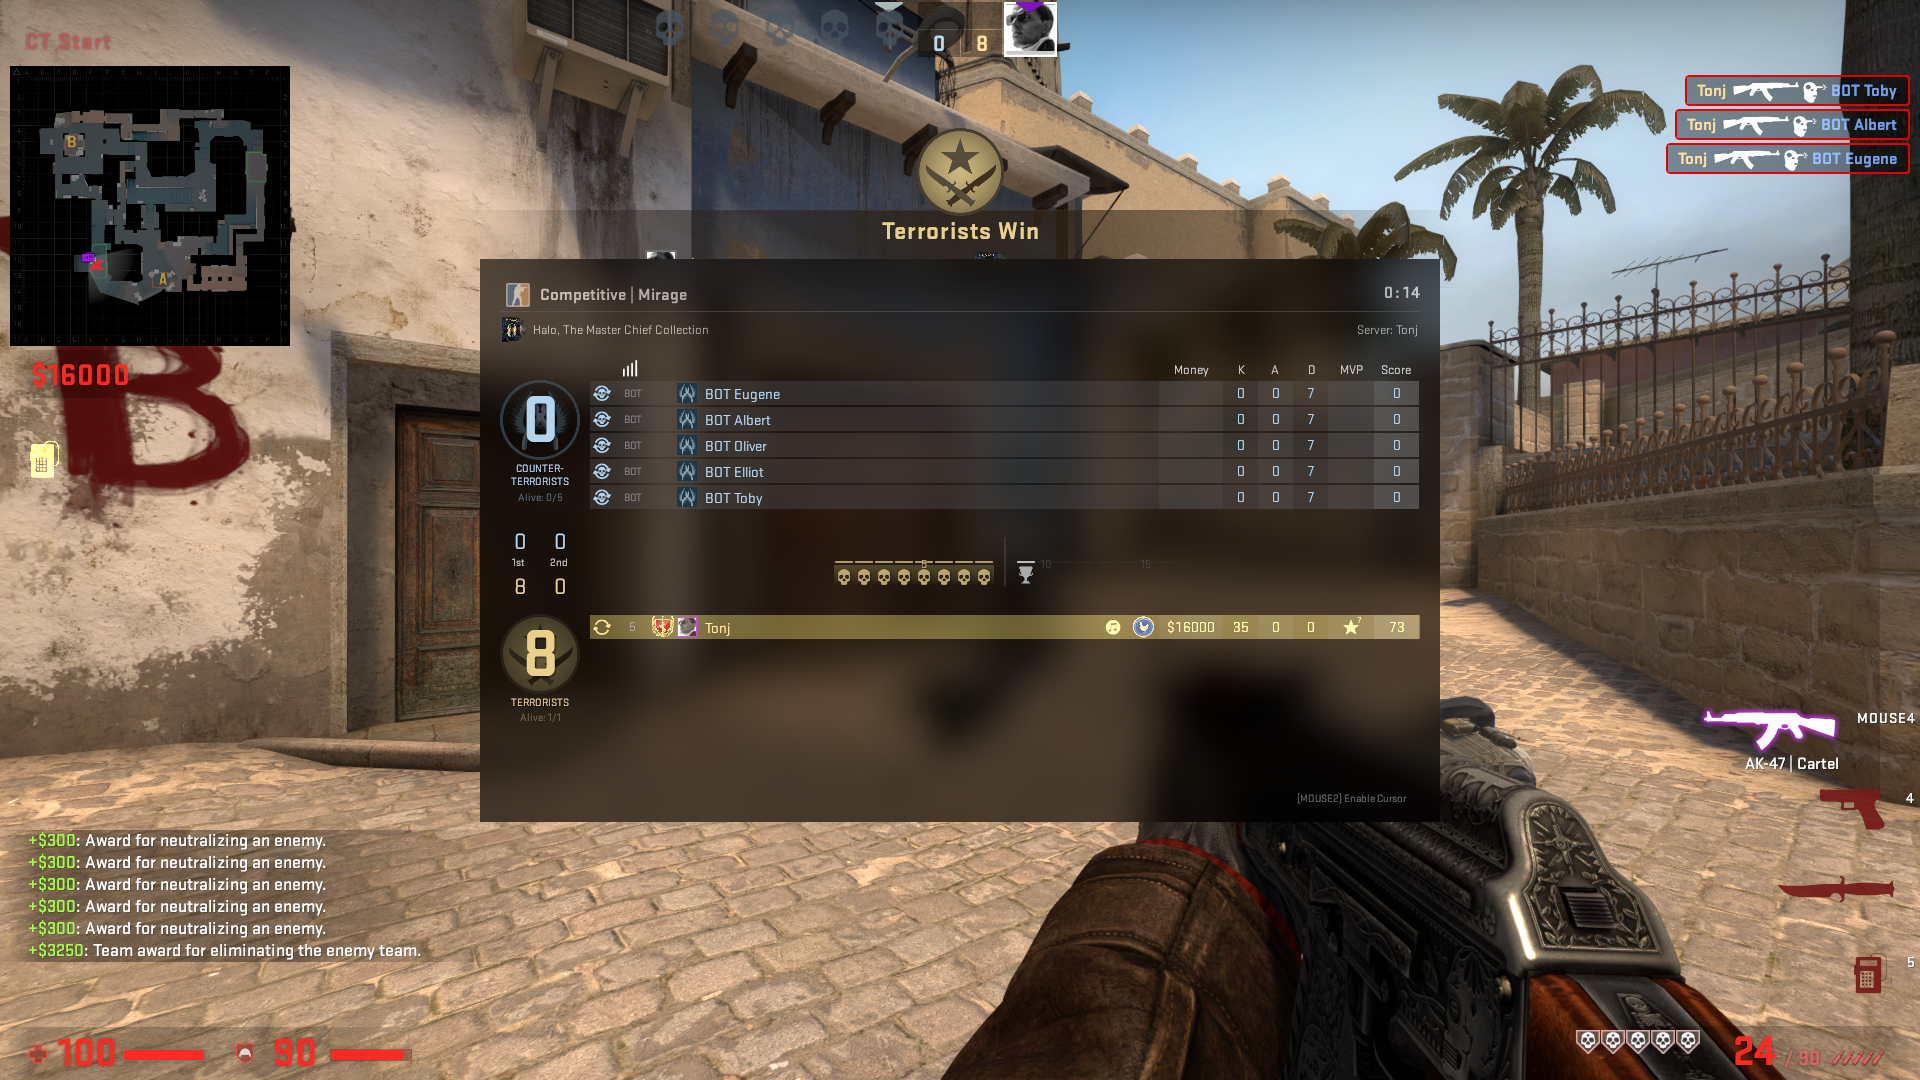 CT Start
0 8
B
A
$16000
Tonj BOT Toby
Tonj BOT Albert
Tonj BOT Eugene
Terrorists Win
Competitive | Mirage
0:14
Halo, The Master Chief Collection
Server: Tonj
Money K A D MVP Score
BOT BOT Eugene 0 0 7 0
BOT BOT Albert 0 0 7 0
BOT BOT Oliver 0 0 7 0
BOT BOT Elliot 0 0 7 0
BOT BOT Toby 0 0 7 0
0
COUNTER-
TERRORISTS
Alive: 0/5
0 0
1st 2nd
8 0
5 10 15
5 Tonj $16000 35 0 0 7 73
8
TERRORISTS
Alive: 1/1
[MOUSE2] Enable Cursor
B
MOUSE4
AK-47 | Cartel
4
5
+$300: Award for neutralizing an enemy.
+$300: Award for neutralizing an enemy.
+$300: Award for neutralizing an enemy.
+$300: Award for neutralizing an enemy.
+$300: Award for neutralizing an enemy.
+$3250: Team award for eliminating the enemy team.
100 90
24 / 90